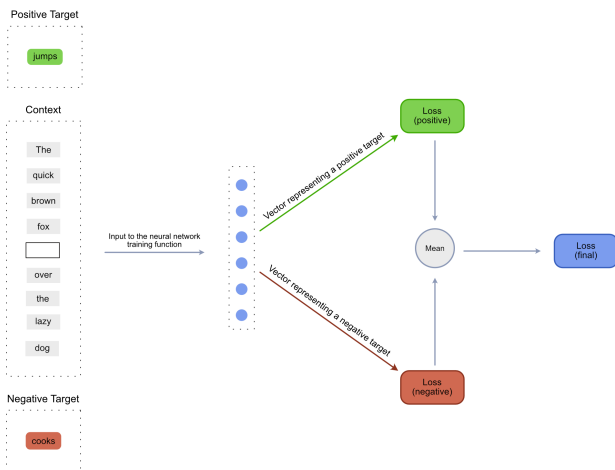 Positive Target
jumps
Context
The
quick
brown
fox
over
the
lazy
dog
Negative Target
cooks
Input to the neural network
training function
Vector representing a positive target
Vector representing a negative target
Loss
(positive)
Mean
Loss
(final)
Loss
(negative)